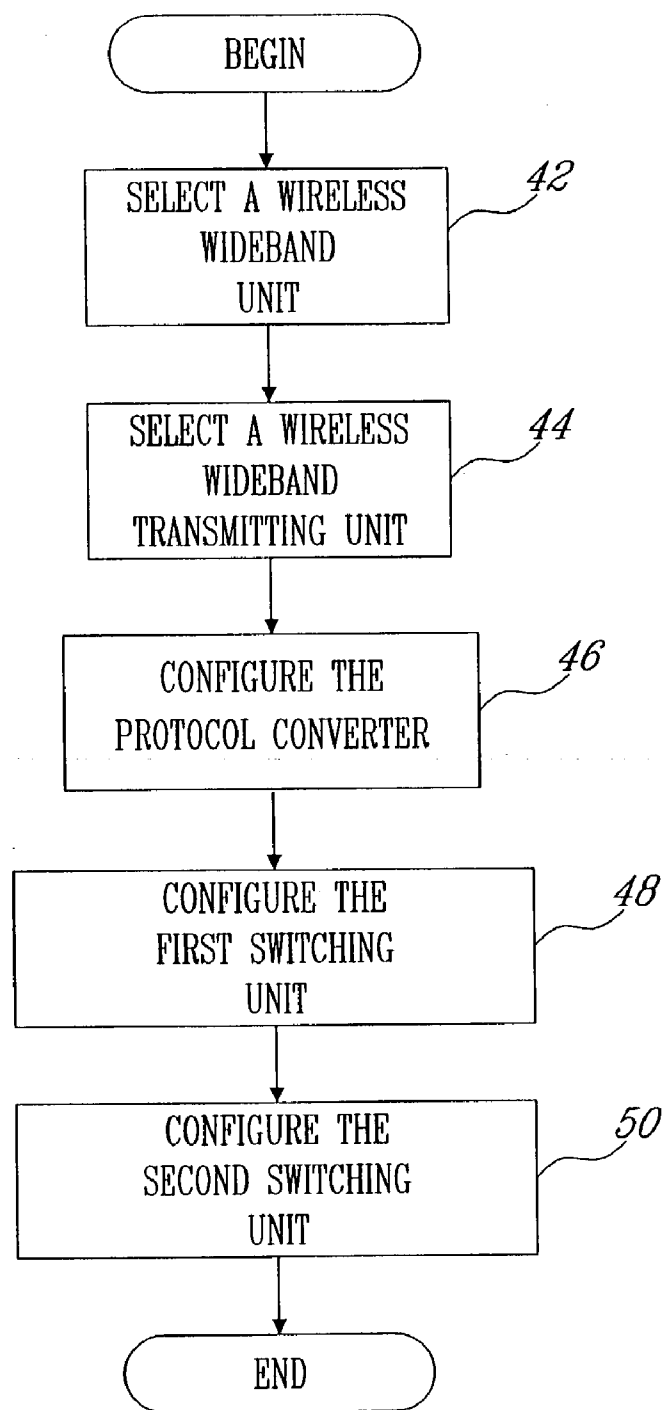 BEGIN
SELECT A WIRELESS
WIDEBAND
UNIT
42
SELECT A WIRELESS
WIDEBAND
TRANSMITTING UNIT
44
CONFIGURE THE
PROTOCOL CONVERTER
46
CONFIGURE THE
FIRST SWITCHING
UNIT
48
CONFIGURE THE
SECOND SWITCHING
UNIT
50
END